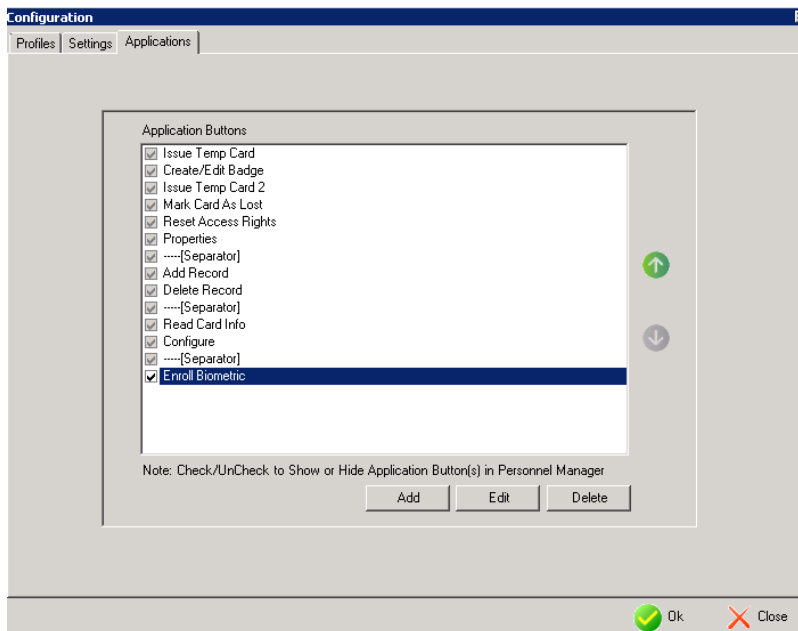 Configuration
Profiles Settings Applications
Application Buttons
Issue Temp Card
Create/Edit Badge
Issue Temp Card 2
Mark Card As Lost
Reset Access Rights
Properties
-----[Separator]
Add Record
Delete Record
-----[Separator]
Read Card Info
Configure
-----[Separator]
Enroll Biometric
Note: Check/UnCheck to Show or Hide Application Button(s) in Personnel Manager
Add Edit Delete
Ok Close